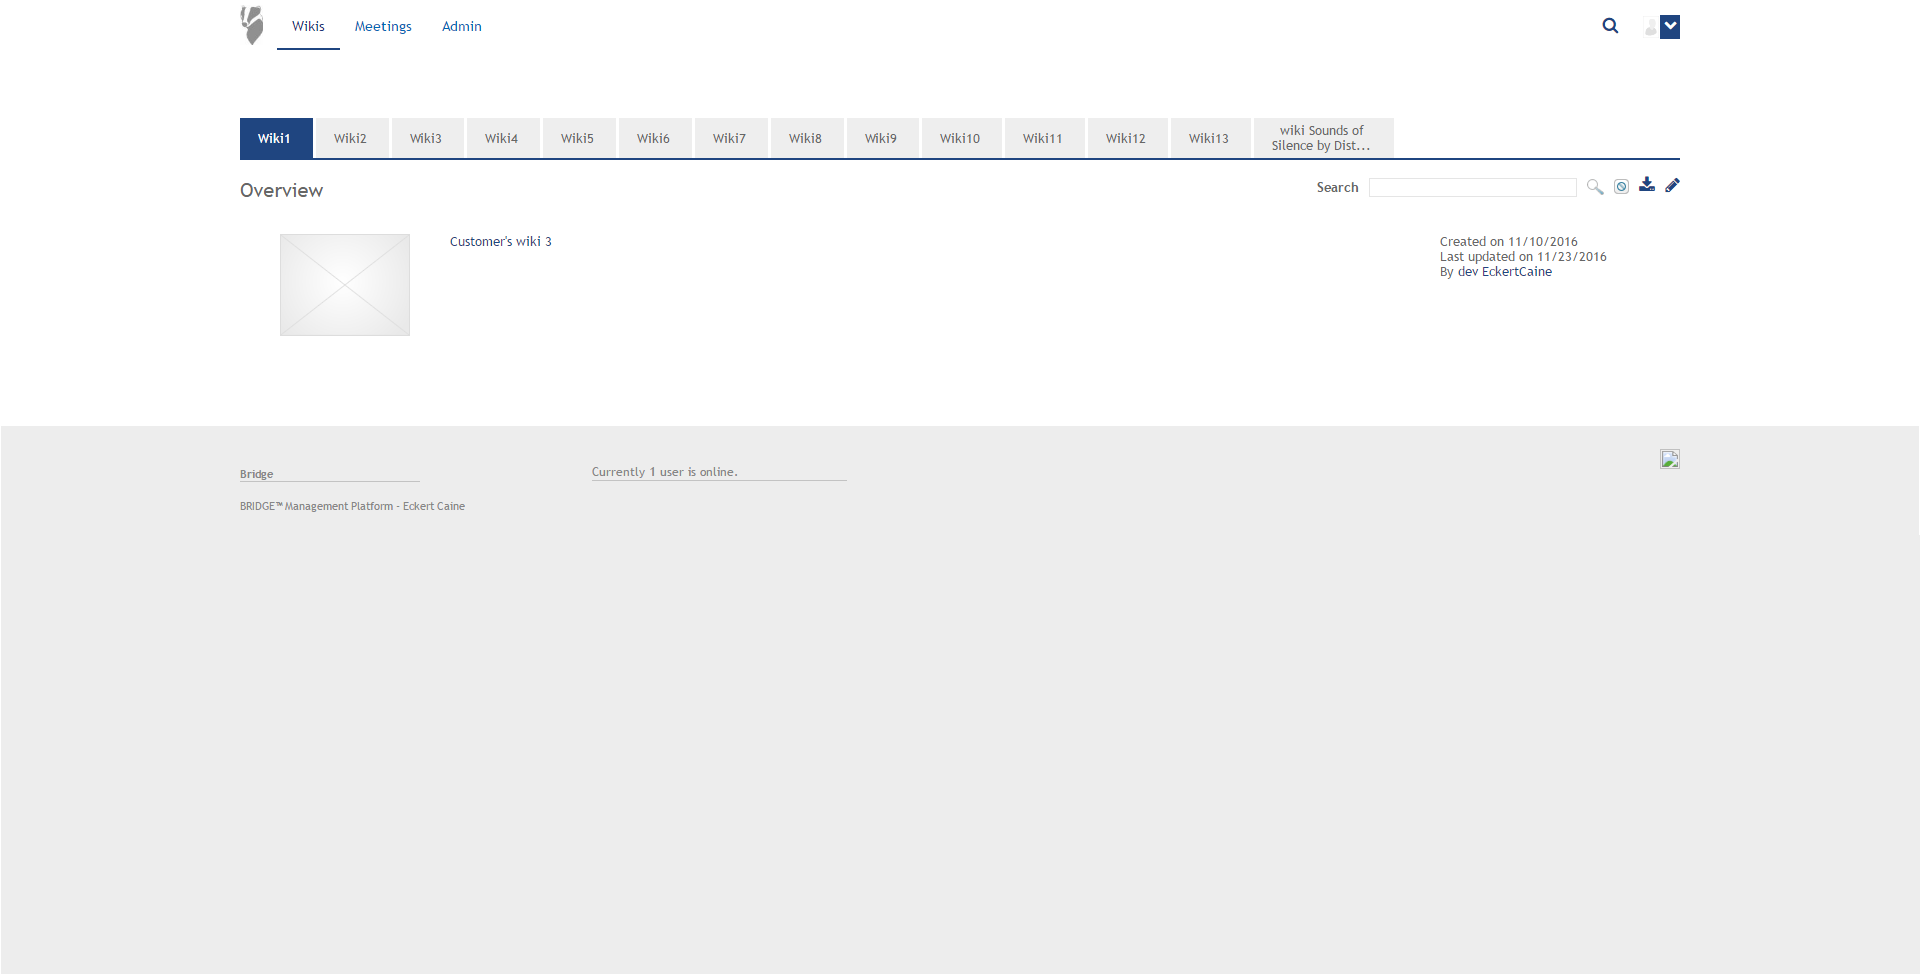 Wikis Meetings Admin
Wiki1 Wiki2 Wiki3 Wiki4 Wiki5 Wiki6 Wiki7 Wiki8 Wiki9 Wiki10 Wiki11 Wiki12 Wiki13 wiki Sounds of
Silence by Dist...
Overview
Search
Customer's wiki 3
Created on 11/10/2016
Last updated on 11/23/2016
By dev EckertCaine
Bridge
BRIDGE™ Management Platform - Eckert Caine
Currently 1 user is online.